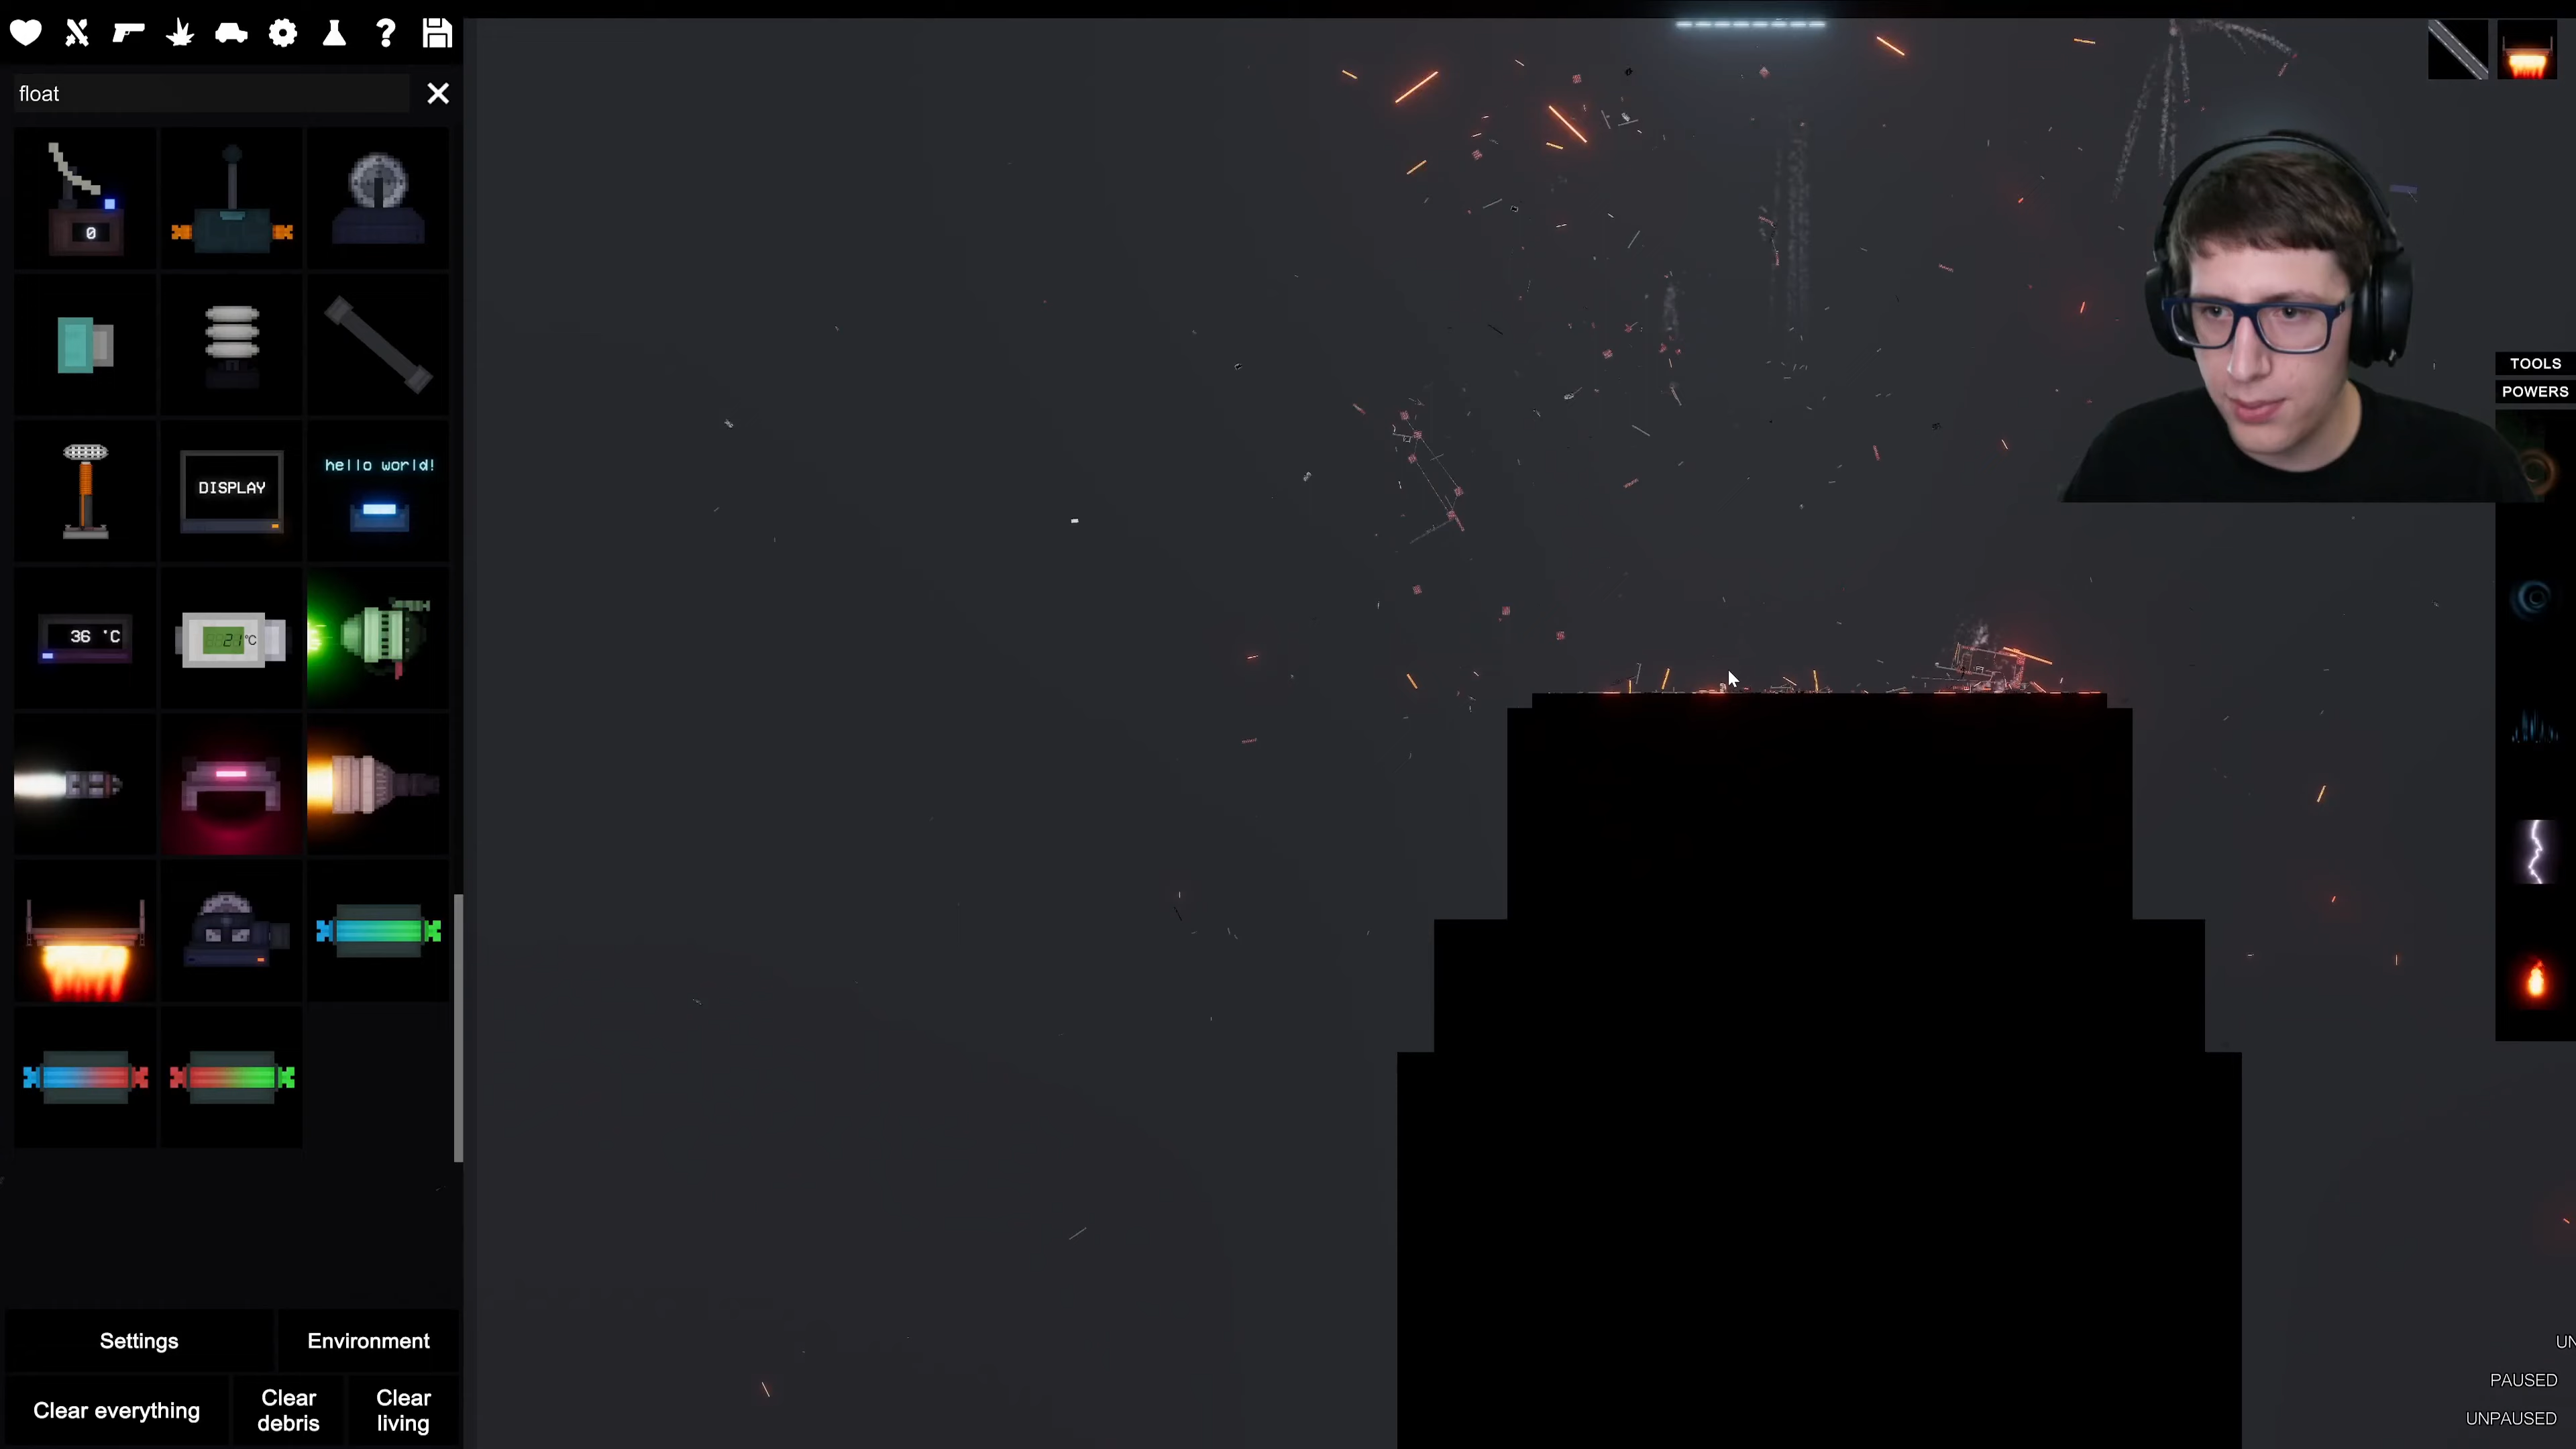 float
0
DISPLAY
hello world!
36 °C
21°C
TOOLS
POWERS
Settings
Environment
Clear everything
Clear
debris
Clear
living
UN
PAUSED
UNPAUSED